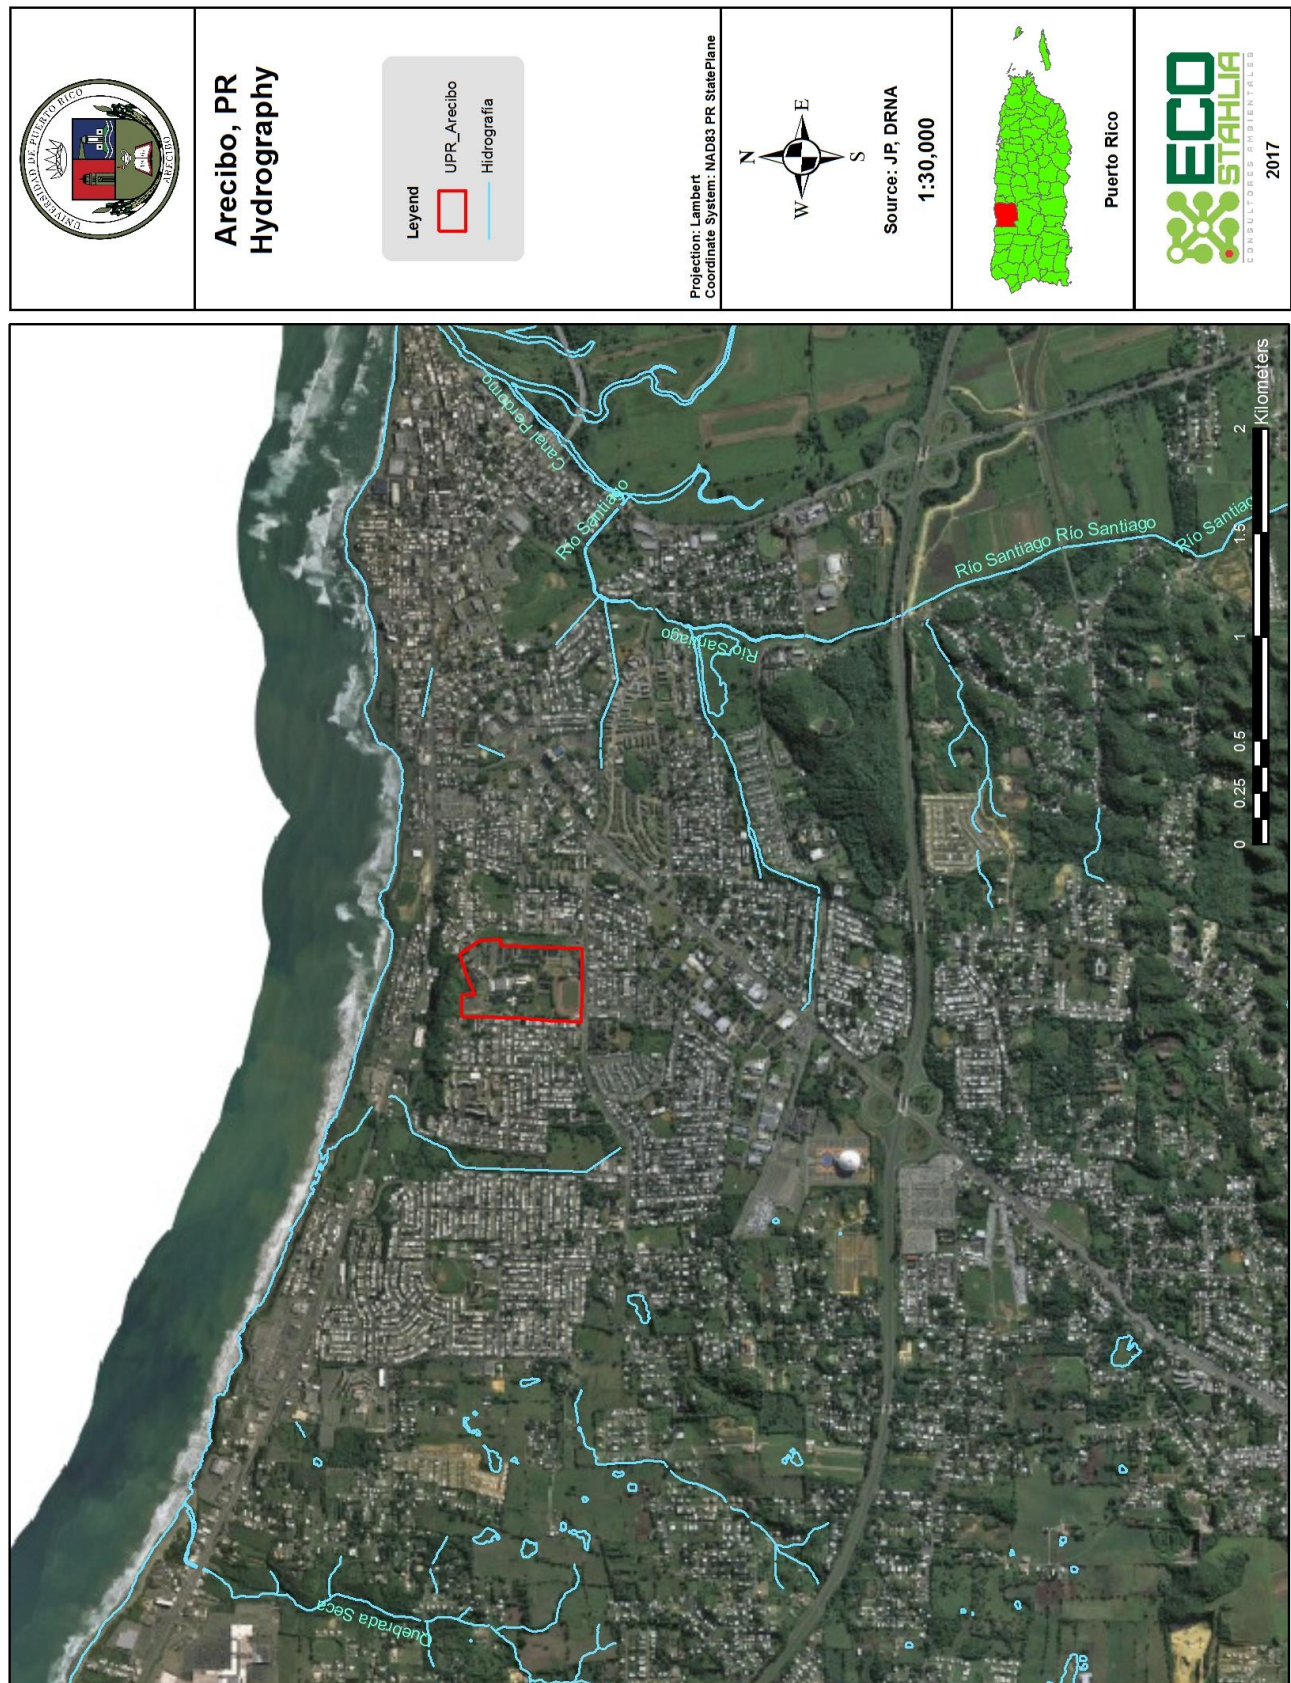 UNIVERSIDAD DE PUERTO RICO
ARECIBO
Arecibo, PR
Hydrography
Leyend
UPR_Arecibo
Hidrografía
Projection: Lambert
Coordinate System: NAD83 PR StatePlane
N
W
E
S
Source: JP, DRNA
1:30,000
Puerto Rico
ECO
STAHLIA
CONSULTORES AMBIENTALES
2017
Canal Perdomo
Río Santiago
Río Santiago
Río Santiago
Río Santiago
Río Santiag
Quebrada Seca
0
0.25
0.5
1
1.5
2
Kilometers